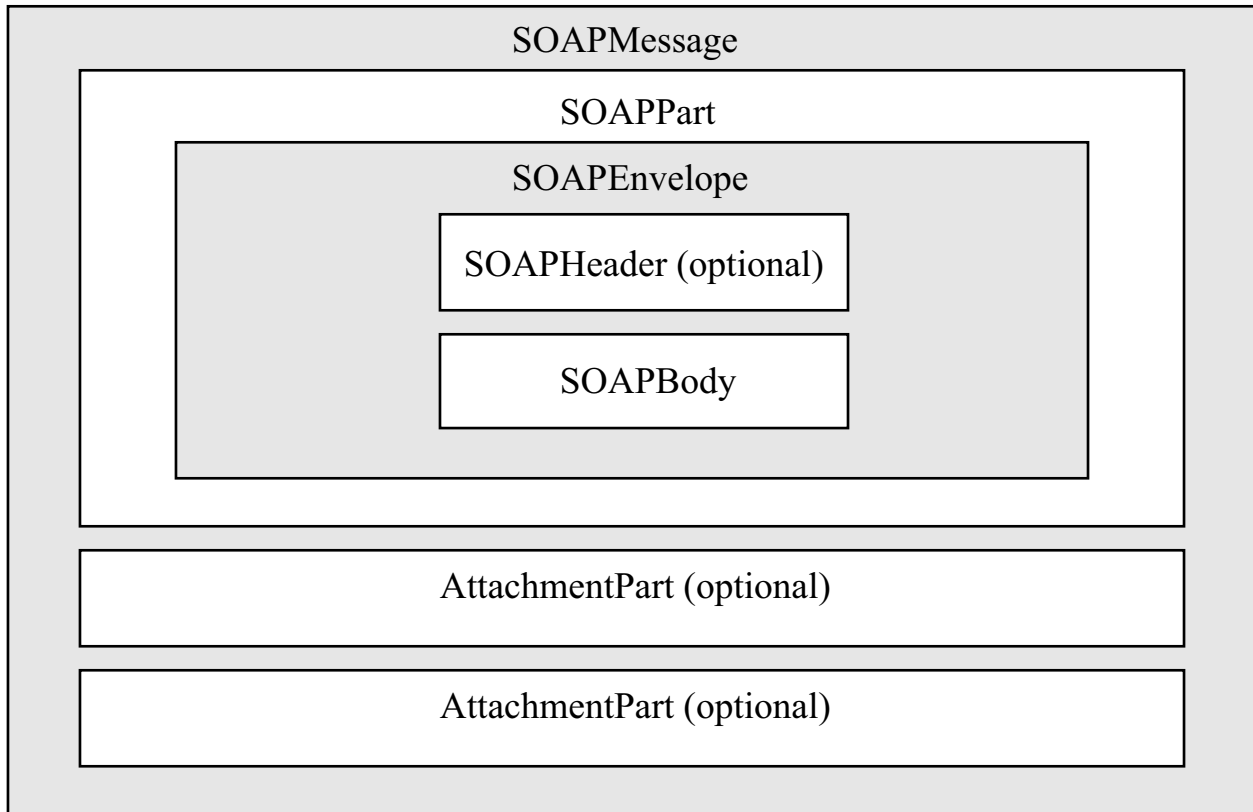 SOAPMessage
SOAPPart
SOAPEnvelope
SOAPHeader (optional)
SOAPBody
AttachmentPart (optional)
AttachmentPart (optional)